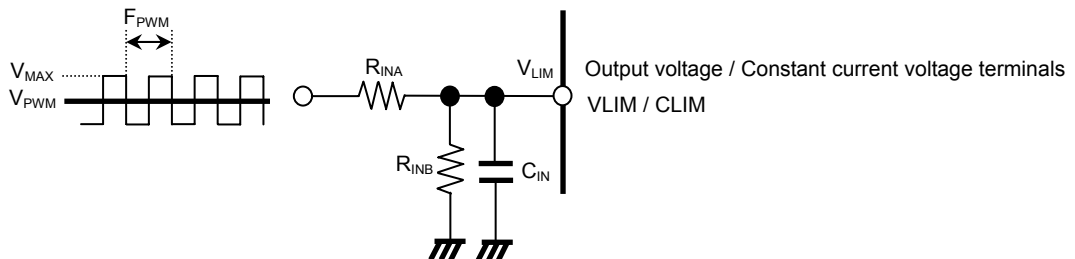 FPWM
VMAX
VPWM
RINA
VLIM
Output voltage / Constant current voltage terminals
VLIM / CLIM
RINB
CIN